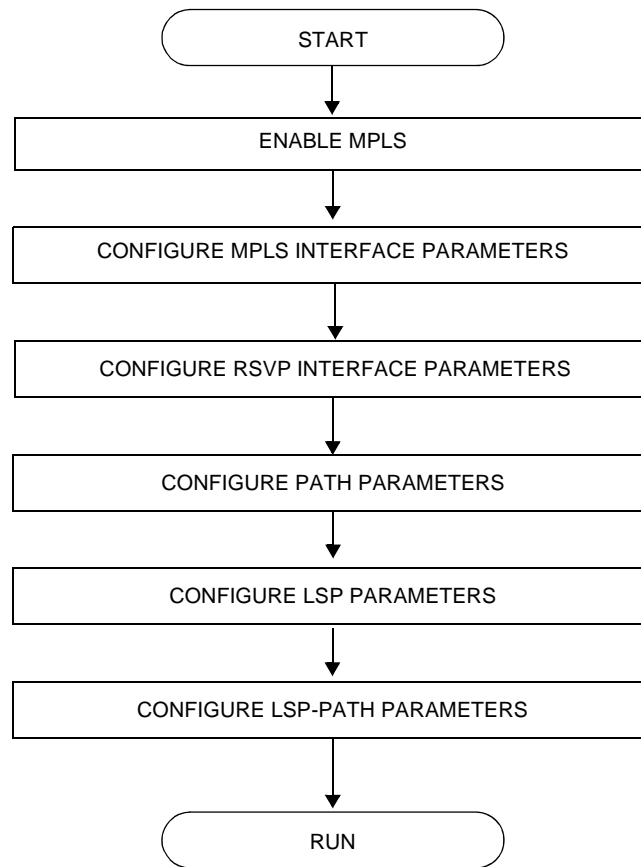 START
ENABLE MPLS
CONFIGURE MPLS INTERFACE PARAMETERS
CONFIGURE RSVP INTERFACE PARAMETERS
CONFIGURE PATH PARAMETERS
CONFIGURE LSP PARAMETERS
CONFIGURE LSP-PATH PARAMETERS
RUN